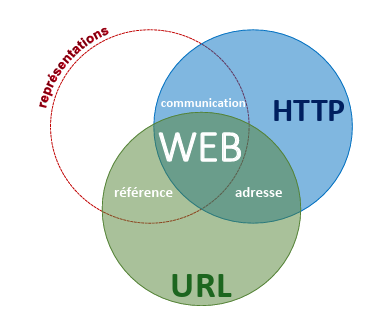 représentations
communication
HTTP
WEB
référence
adresse
URL